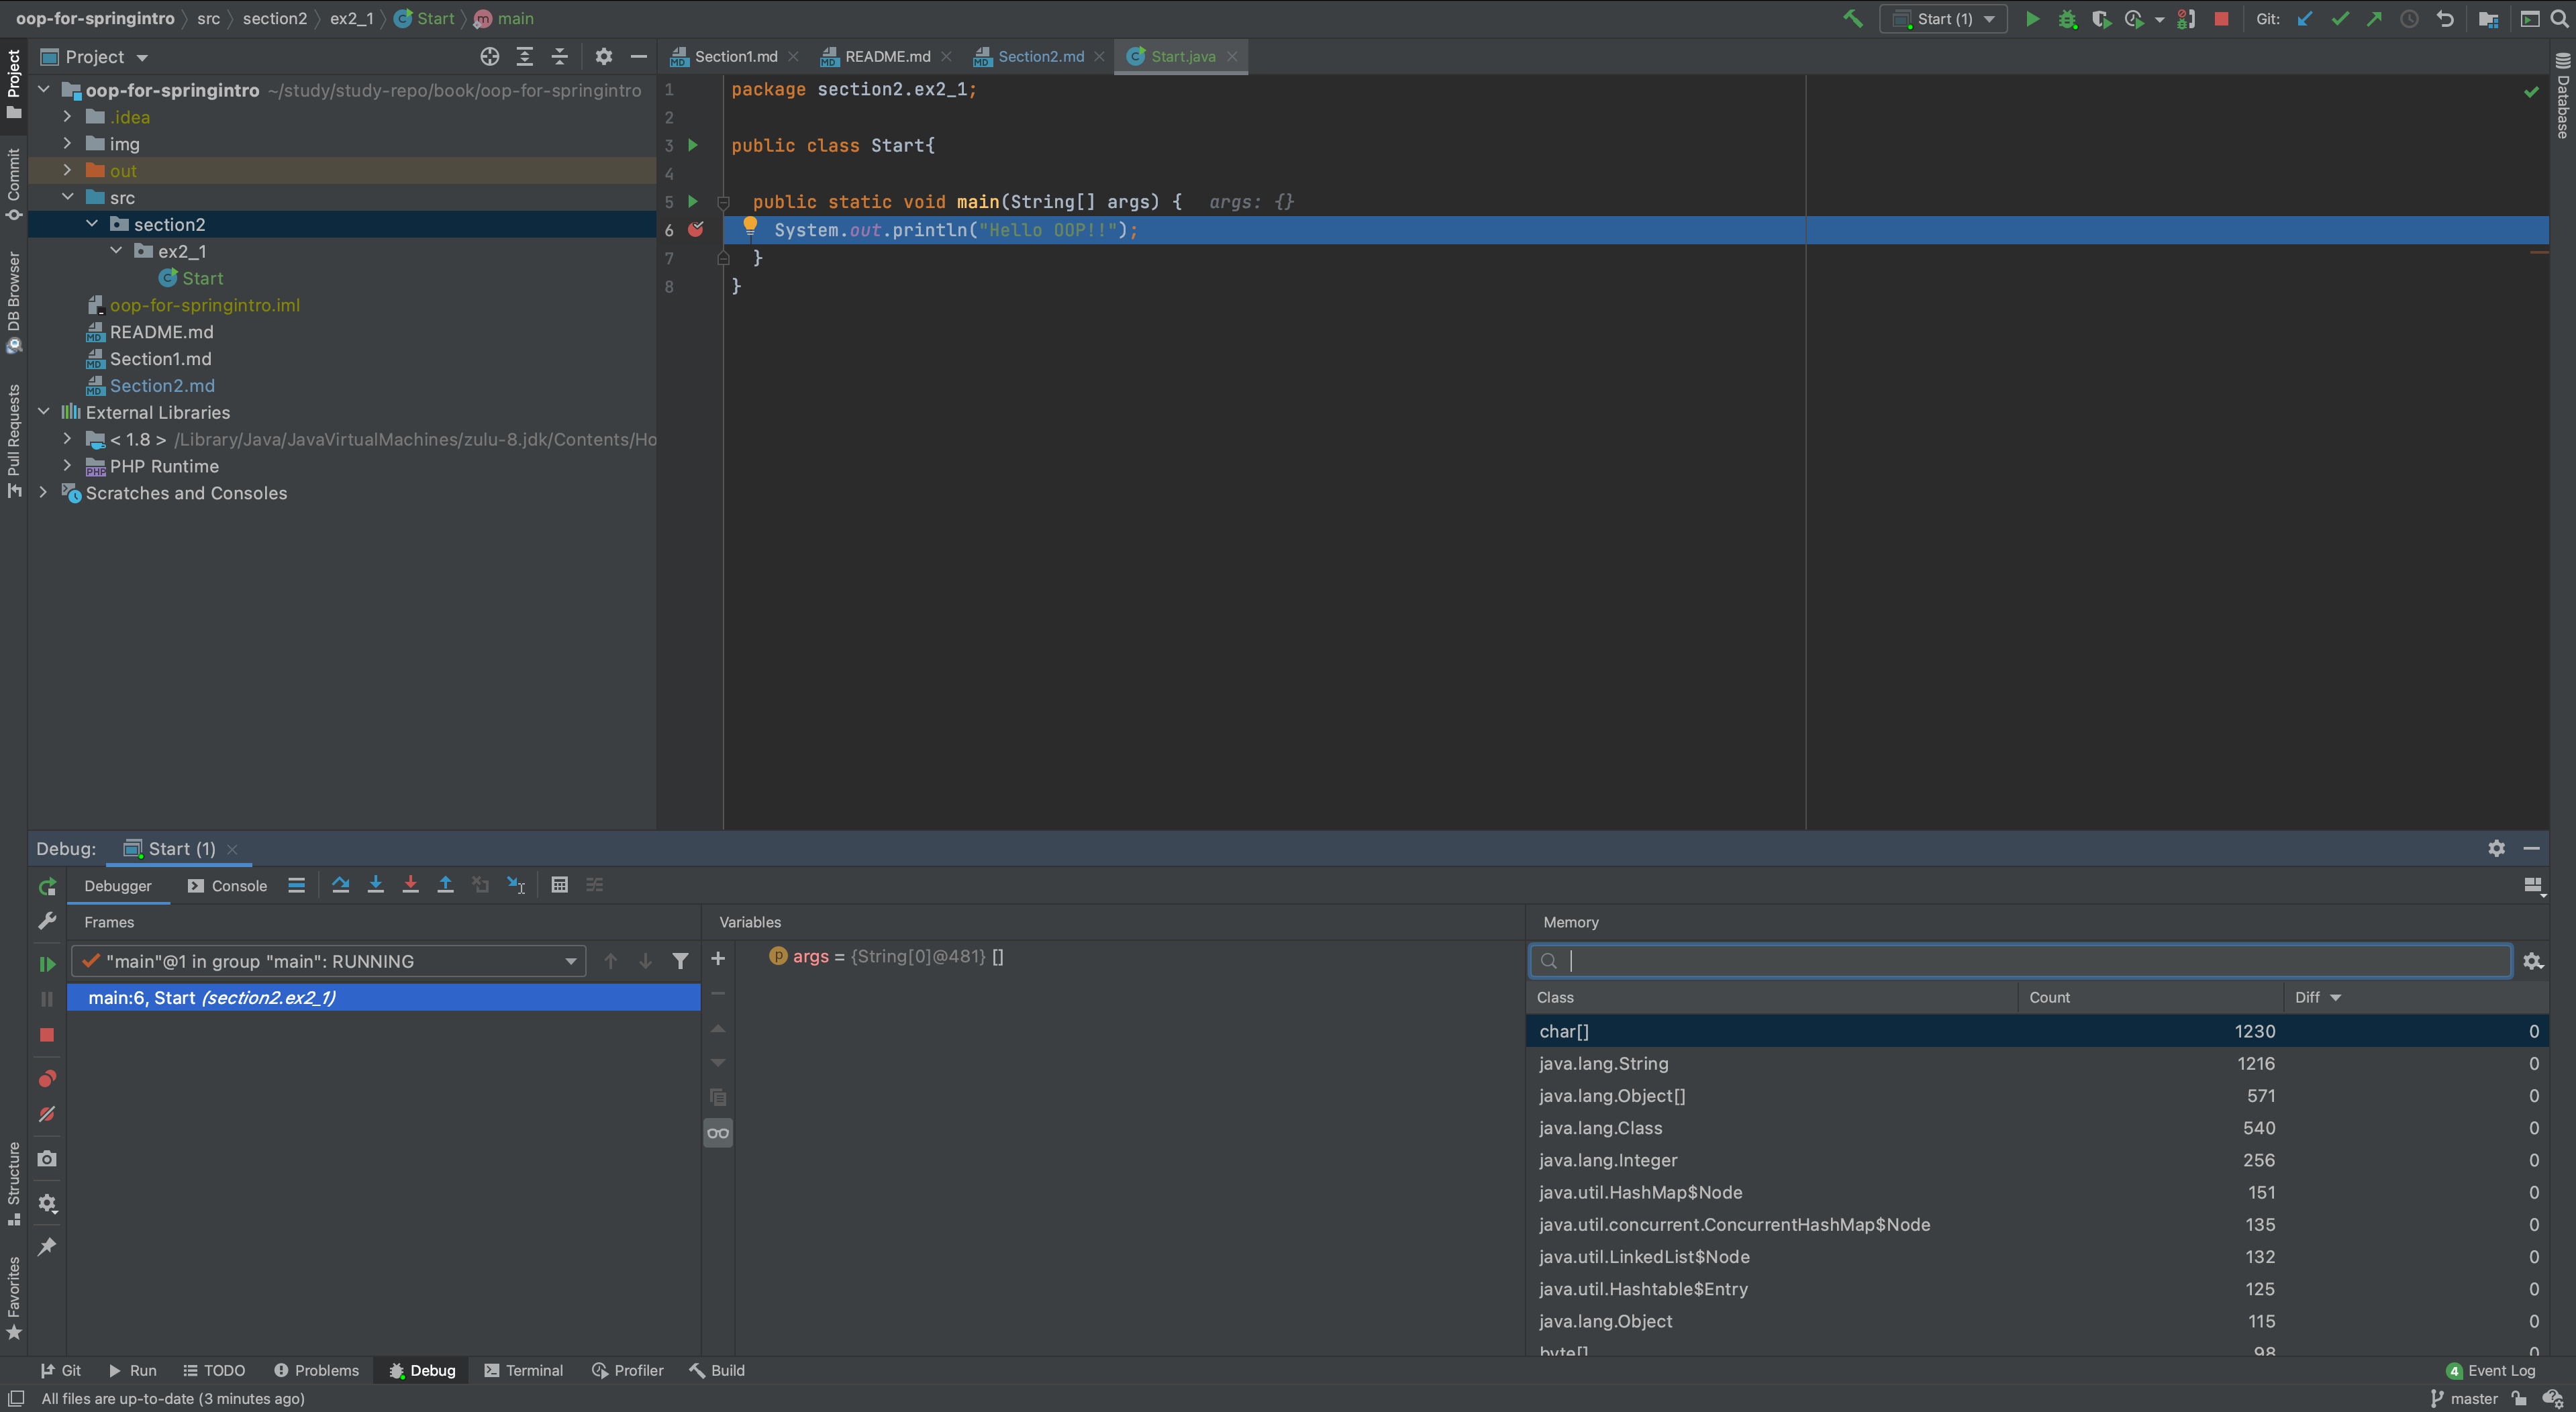 oop-for-springintro src section2 ex2_1 Start main
Start (1) Git:
Project
Section1.md README.md Section2.md Start.java
Project
Commit
DB Browser
Pull Requests
Structure
Favorites
Database
oop-for-springintro ~/study/study-repo/book/oop-for-springintro
.idea
img
out
src
section2
ex2_1
Start
oop-for-springintro.iml
README.md
Section1.md
Section2.md
External Libraries
< 1.8 > /Library/Java/JavaVirtualMachines/zulu-8.jdk/Contents/Ho
PHP Runtime
Scratches and Consoles
1 package section2.ex2_1;
2
3 public class Start{
4
5 public static void main(String[] args) { args: {}
6 System.out.println("Hello OOP!!");
7 }
8 }
Debug: Start (1)
Debugger Console
Frames Variables Memory
"main"@1 in group "main": RUNNING
main:6, Start (section2.ex2_1)
args = {String[0]@481} []
Class Count Diff
char[] 1230 0
java.lang.String 1216 0
java.lang.Object[] 571 0
java.lang.Class 540 0
java.lang.Integer 256 0
java.util.HashMap$Node 151 0
java.util.concurrent.ConcurrentHashMap$Node 135 0
java.util.LinkedList$Node 132 0
java.util.Hashtable$Entry 125 0
java.lang.Object 115 0
byte[] 98 0
Git Run TODO Problems Debug Terminal Profiler Build 4 Event Log
All files are up-to-date (3 minutes ago) master